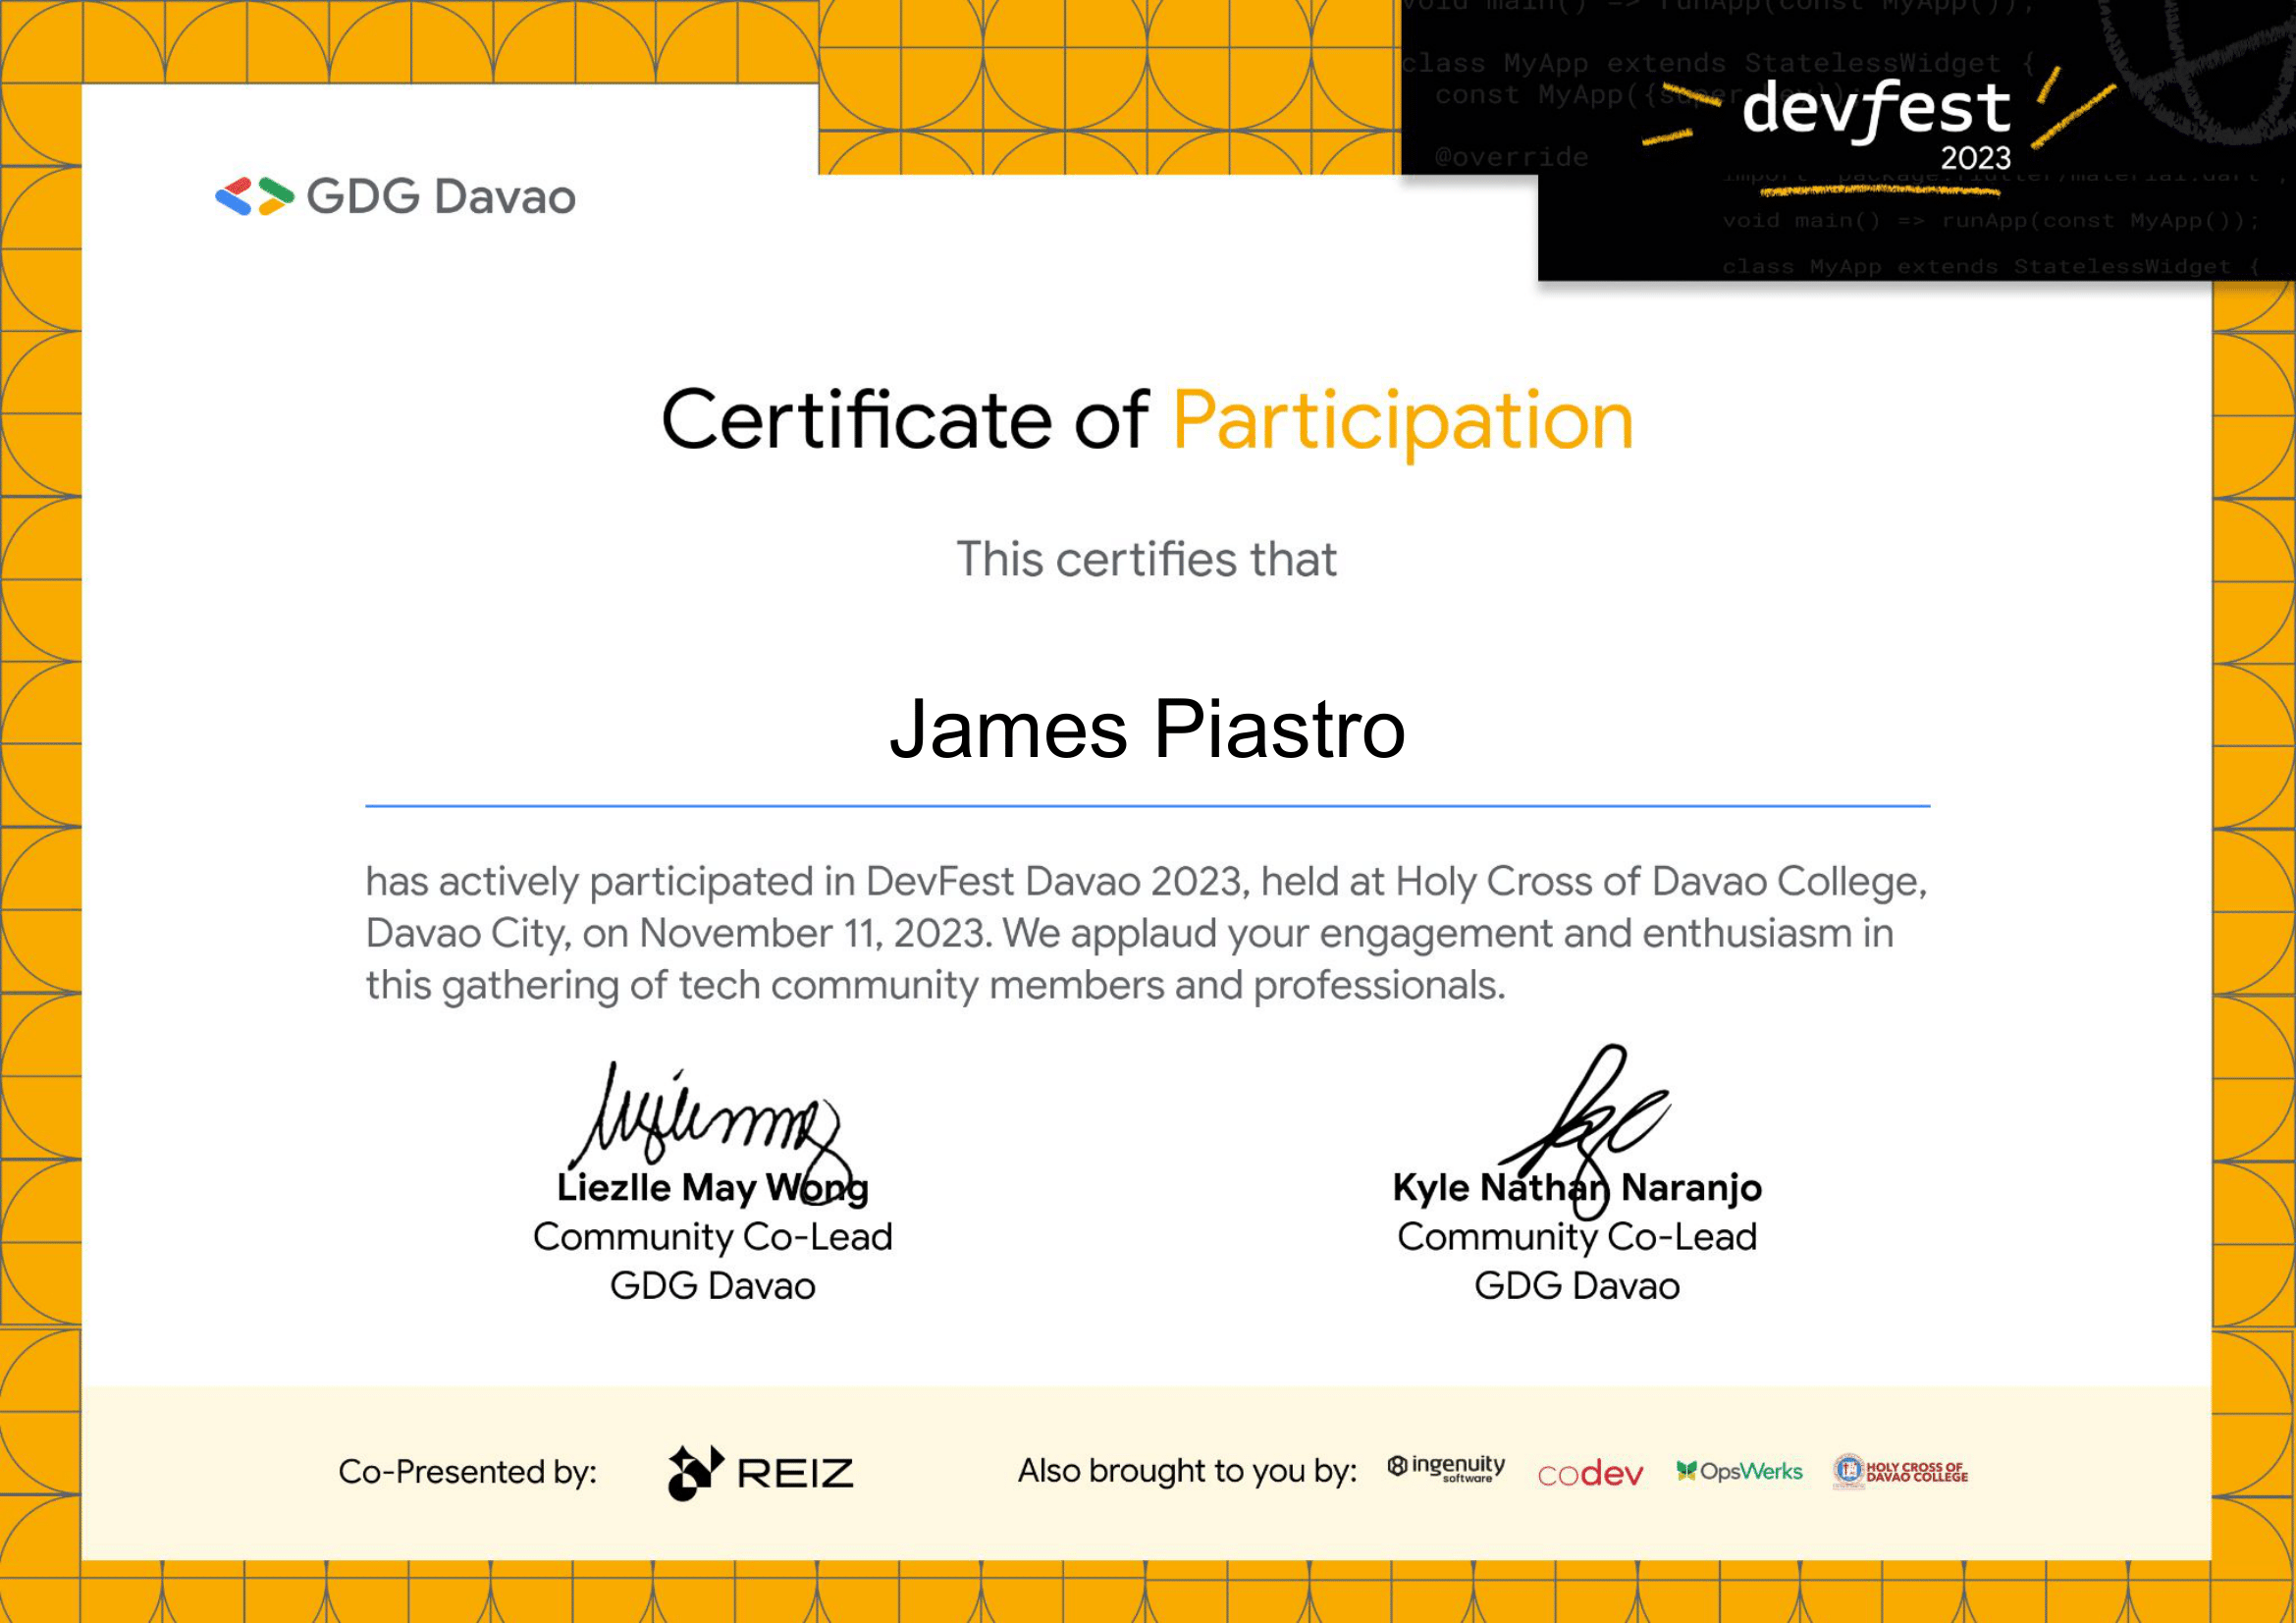 void main() => runApp(const MyApp());
class MyApp extends StatelessWidget {
const MyApp({super
@override
devfest
2023
import 'package:flutter/material.dart';
void main() => runApp(const MyApp());
class MyApp extends StatelessWidget {
GDG Davao
Certificate of Participation
This certifies that
James Piastro
has actively participated in DevFest Davao 2023, held at Holy Cross of Davao College,
Davao City, on November 11, 2023. We applaud your engagement and enthusiasm in
this gathering of tech community members and professionals.
Liezlle May Wong
Community Co-Lead
GDG Davao
Kyle Nathan Naranjo
Community Co-Lead
GDG Davao
Co-Presented by:
REIZ
Also brought to you by:
ingenuity
software
codev
OpsWerks
HOLY CROSS OF
DAVAO COLLEGE